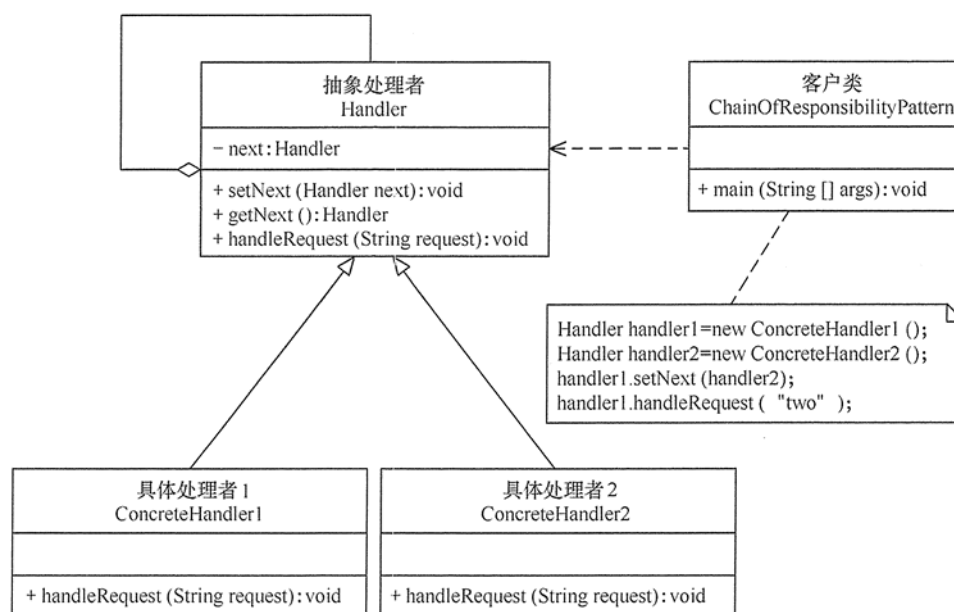 抽象处理者
Handler
- next:Handler
+ setNext (Handler next):void
+ getNext ():Handler
+ handleRequest (String request):void
客户类
ChainOfResponsibilityPattern
+ main (String [] args):void
Handler handler1=new ConcreteHandler1 ();
Handler handler2=new ConcreteHandler2 ();
handler1.setNext (handler2);
handler1.handleRequest ( "two" );
具体处理者1
ConcreteHandler1
+ handleRequest (String request):void
具体处理者2
ConcreteHandler2
+ handleRequest (String request):void